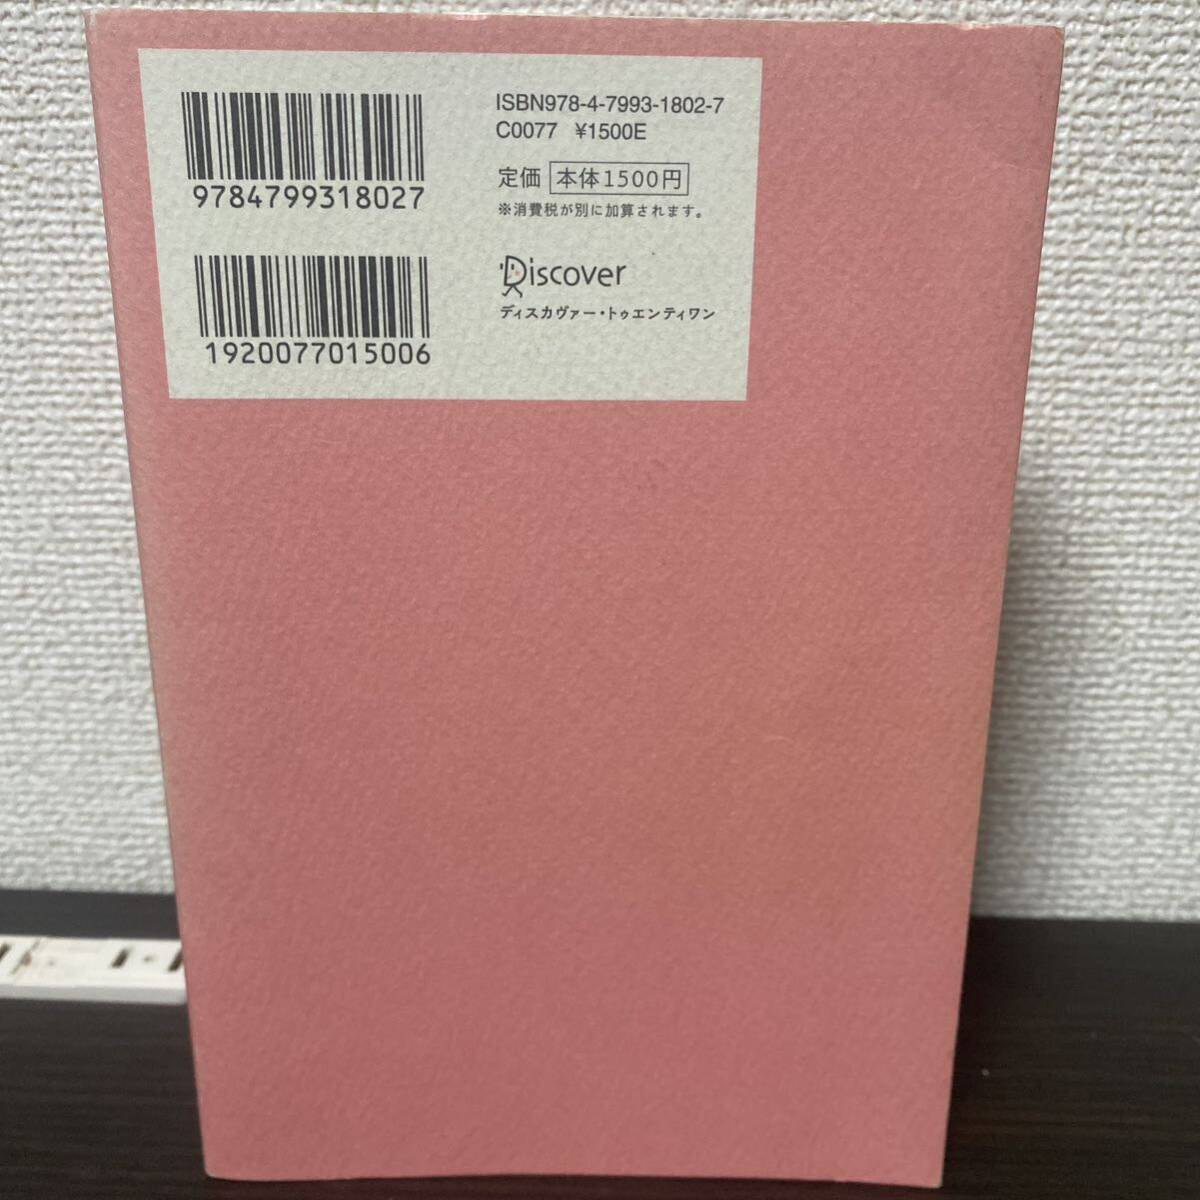 9784799318027
1920077015006
ISBN978-4-7993-1802-7
C0077 ¥1500E
定価 本体1500円
※消費税が別に加算されます。
Discover
ディスカヴァー・トゥエンティワン